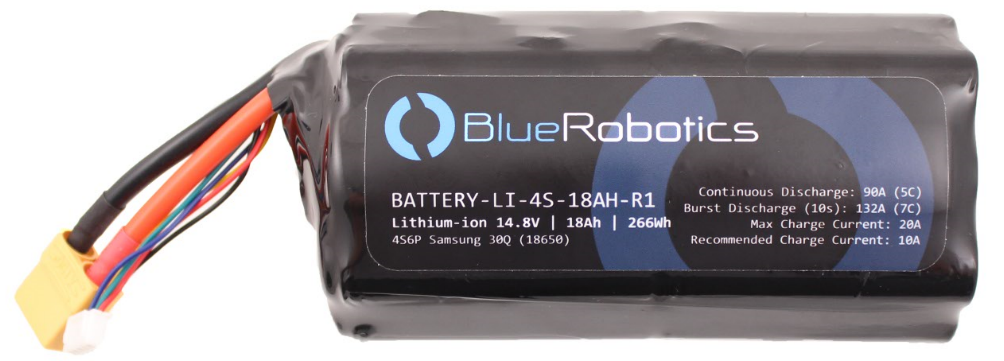 BlueRobotics
BATTERY-LI-4S-18AH-R1
Lithium-ion 14.8V | 18Ah | 266Wh
4S6P Samsung 30Q (18650)
Continuous Discharge: 90A (5C)
Burst Discharge (10s): 132A (7C)
Max Charge Current: 20A
Recommended Charge Current: 10A